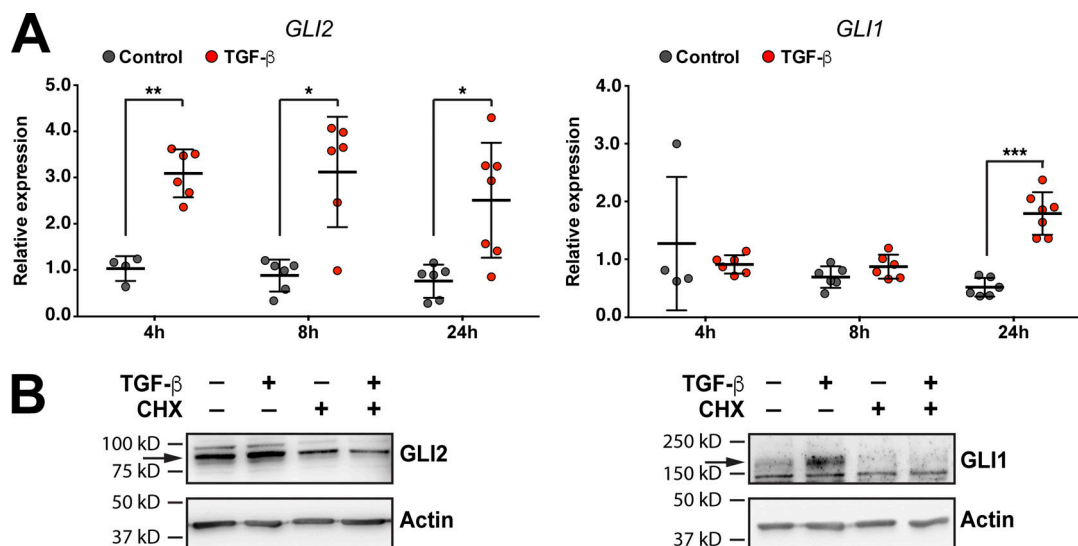 A
GLI2
Control TGF-β
Relative expression
5.0
4.0
3.0
2.0
1.0
0.0
** * *
4h 8h 24h
GLI1
Control TGF-β
Relative expression
4.0
3.0
2.0
1.0
0.0
***
4h 8h 24h
B
TGF-β – + – +
CHX – – + +
100 kD
75 kD
GLI2
50 kD
37 kD
Actin
TGF-β – + – +
CHX – – + +
250 kD
150 kD
GLI1
50 kD
37 kD
Actin